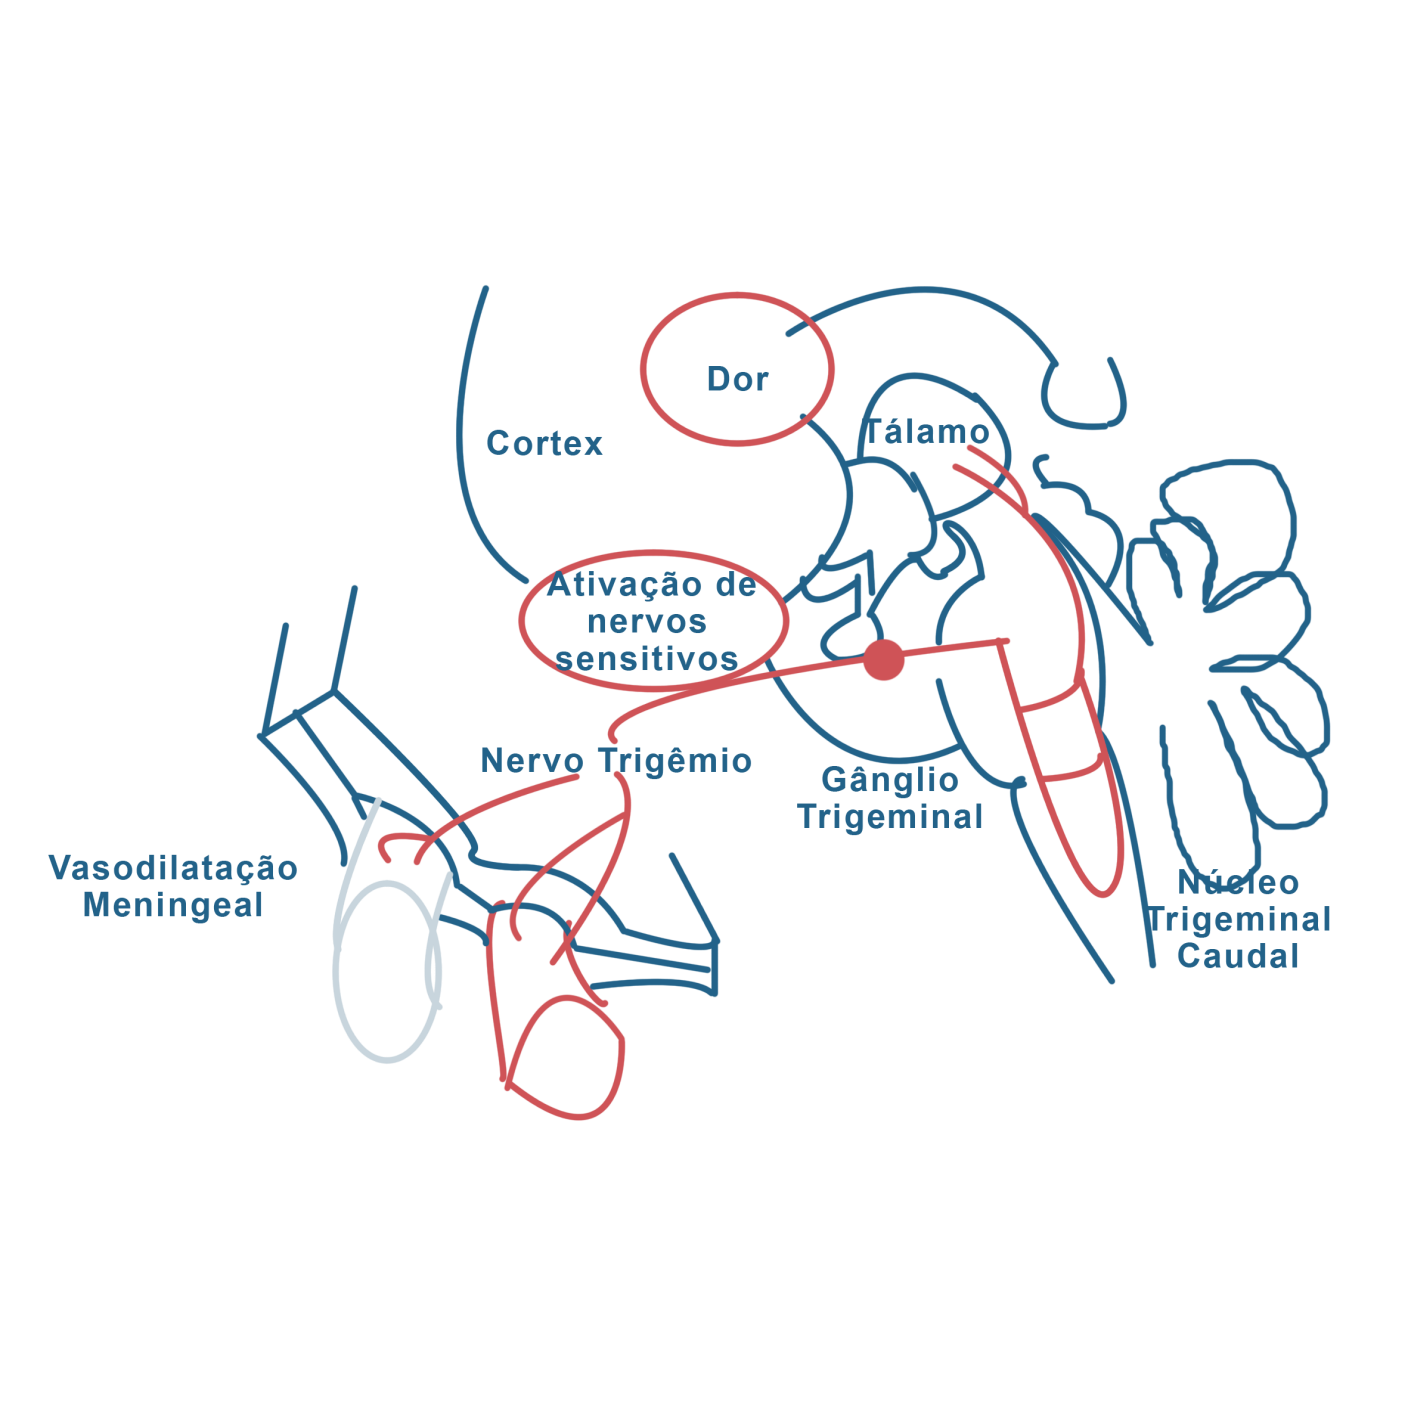 Dor
Tálamo
Cortex
Ativação de
nervos
sensitivos
Nervo Trigêmio
Gânglio
Trigeminal
Vasodilatação
Meningeal
Núcleo
Trigeminal
Caudal